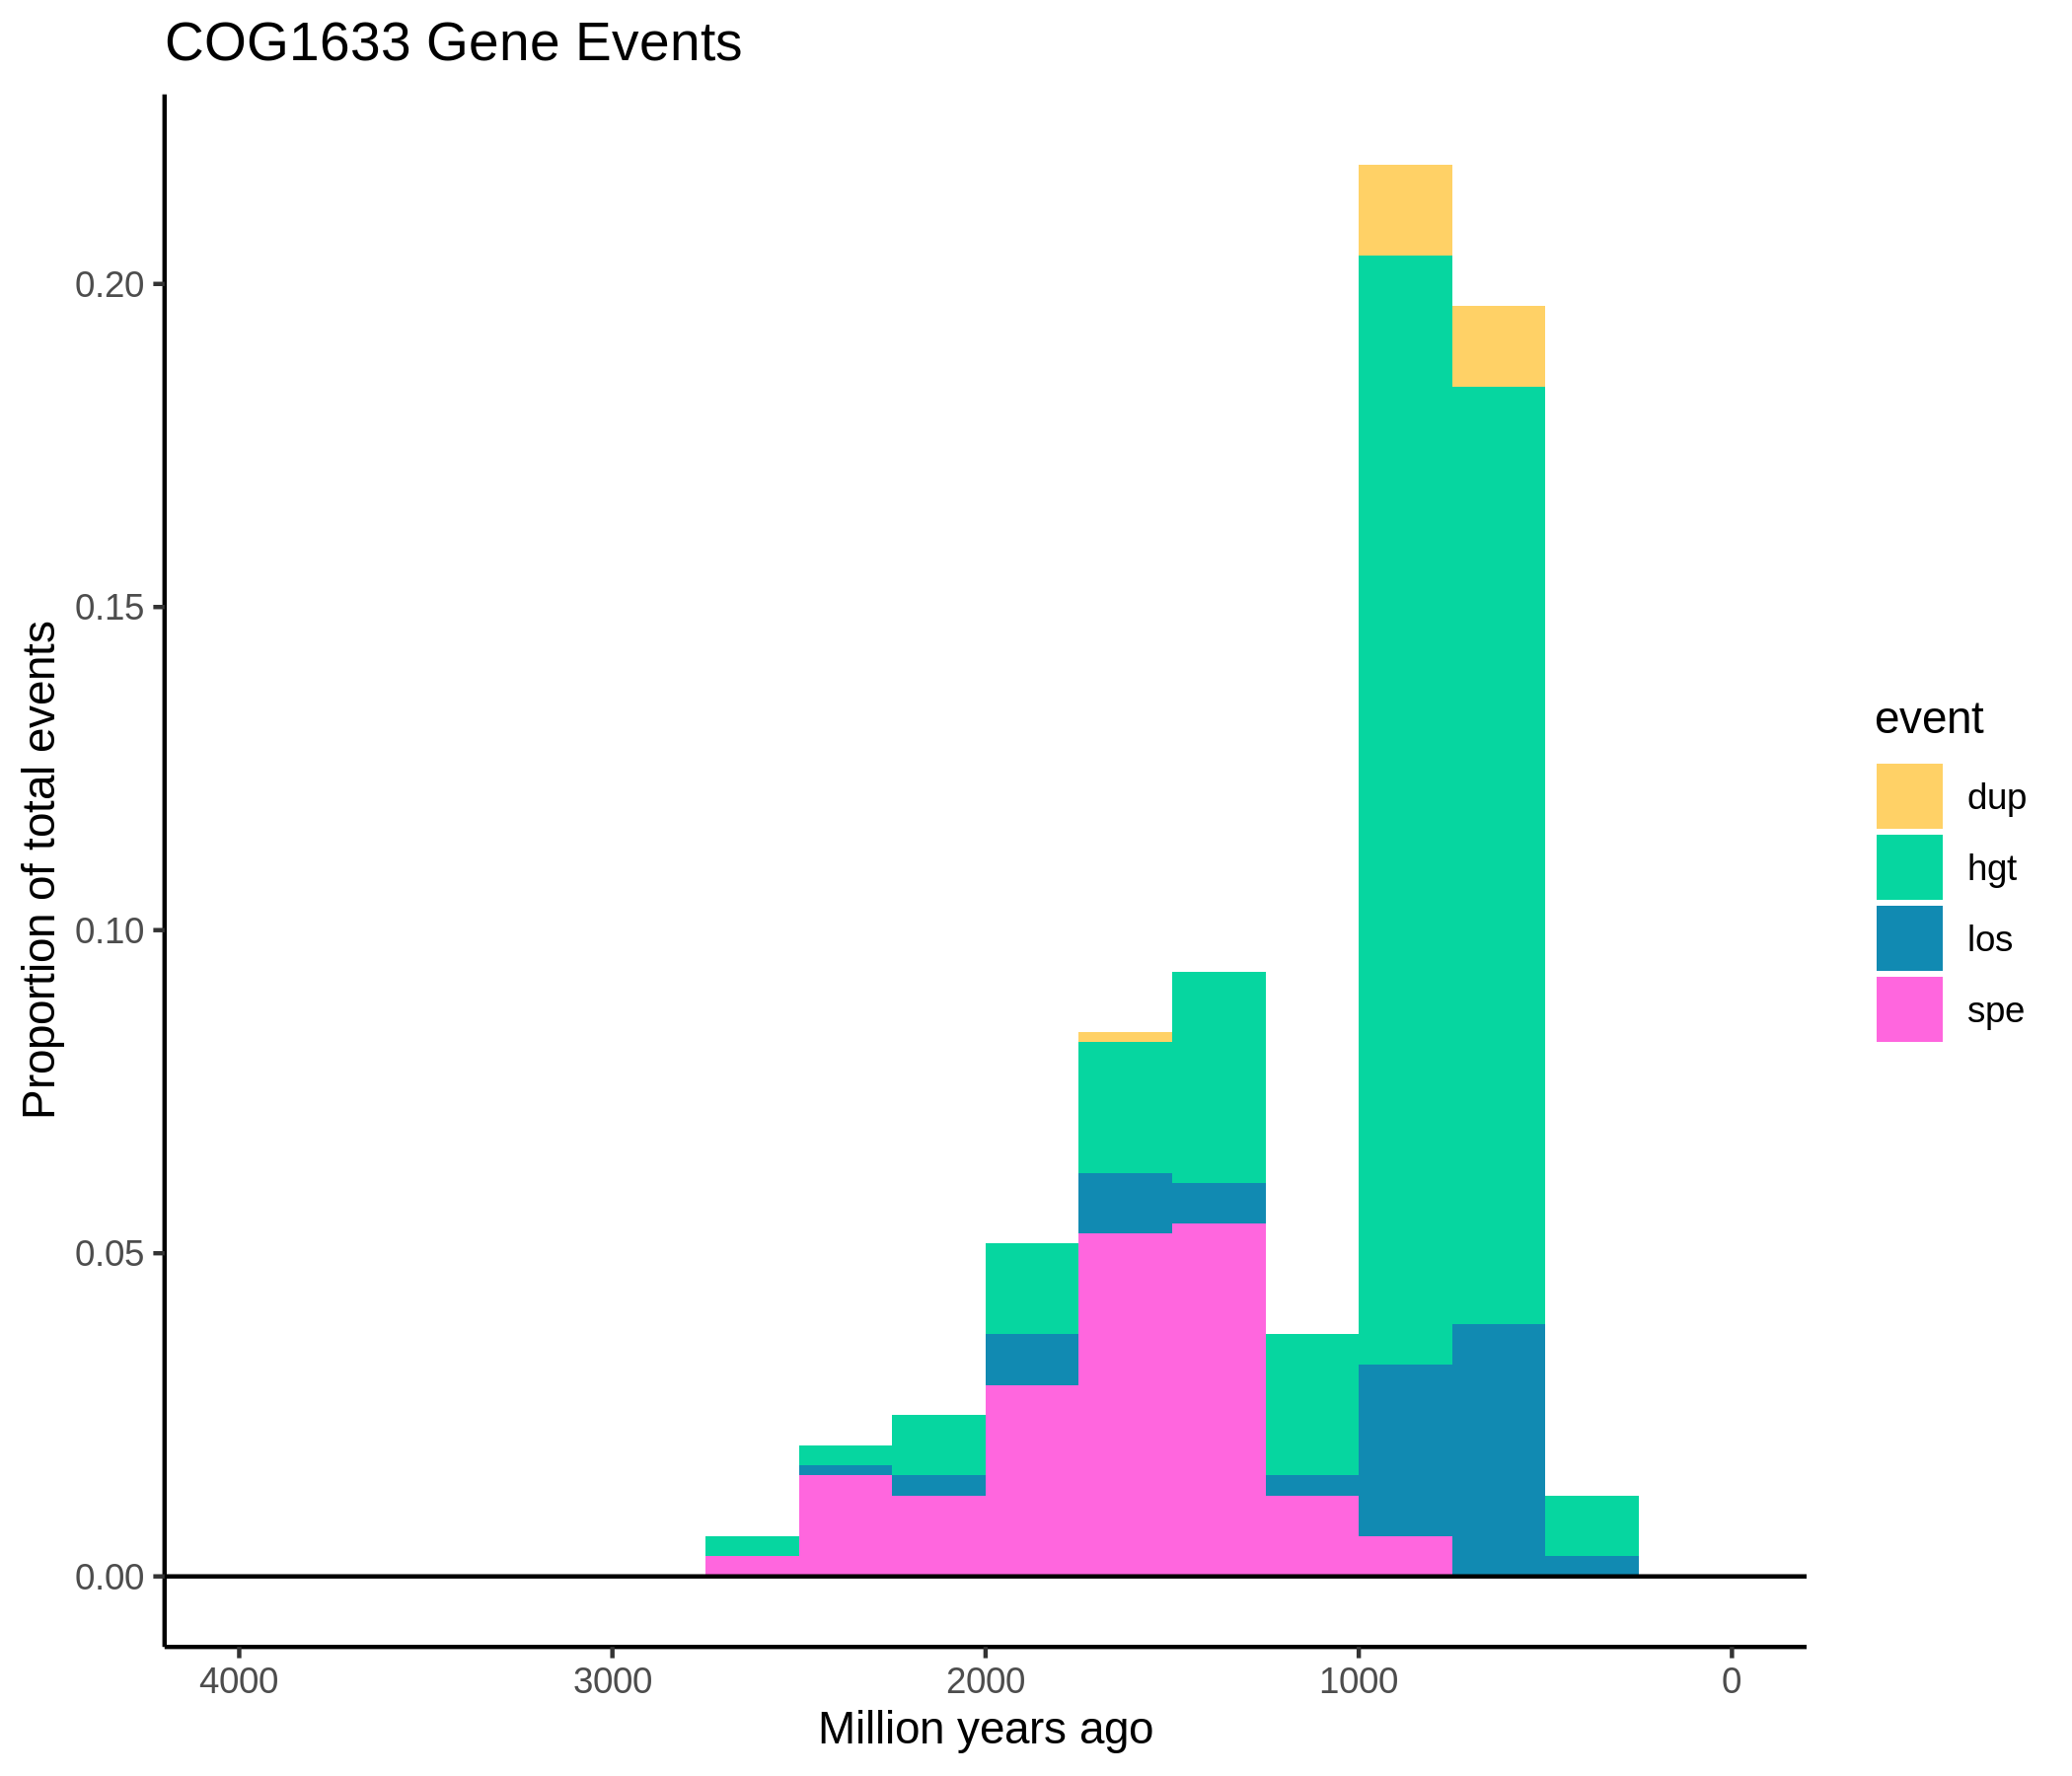 COG1633 Gene Events
Proportion of total events
0.20
0.15
0.10
0.05
0.00
4000 3000 2000 1000 0
Million years ago
event
dup
hgt
los
spe